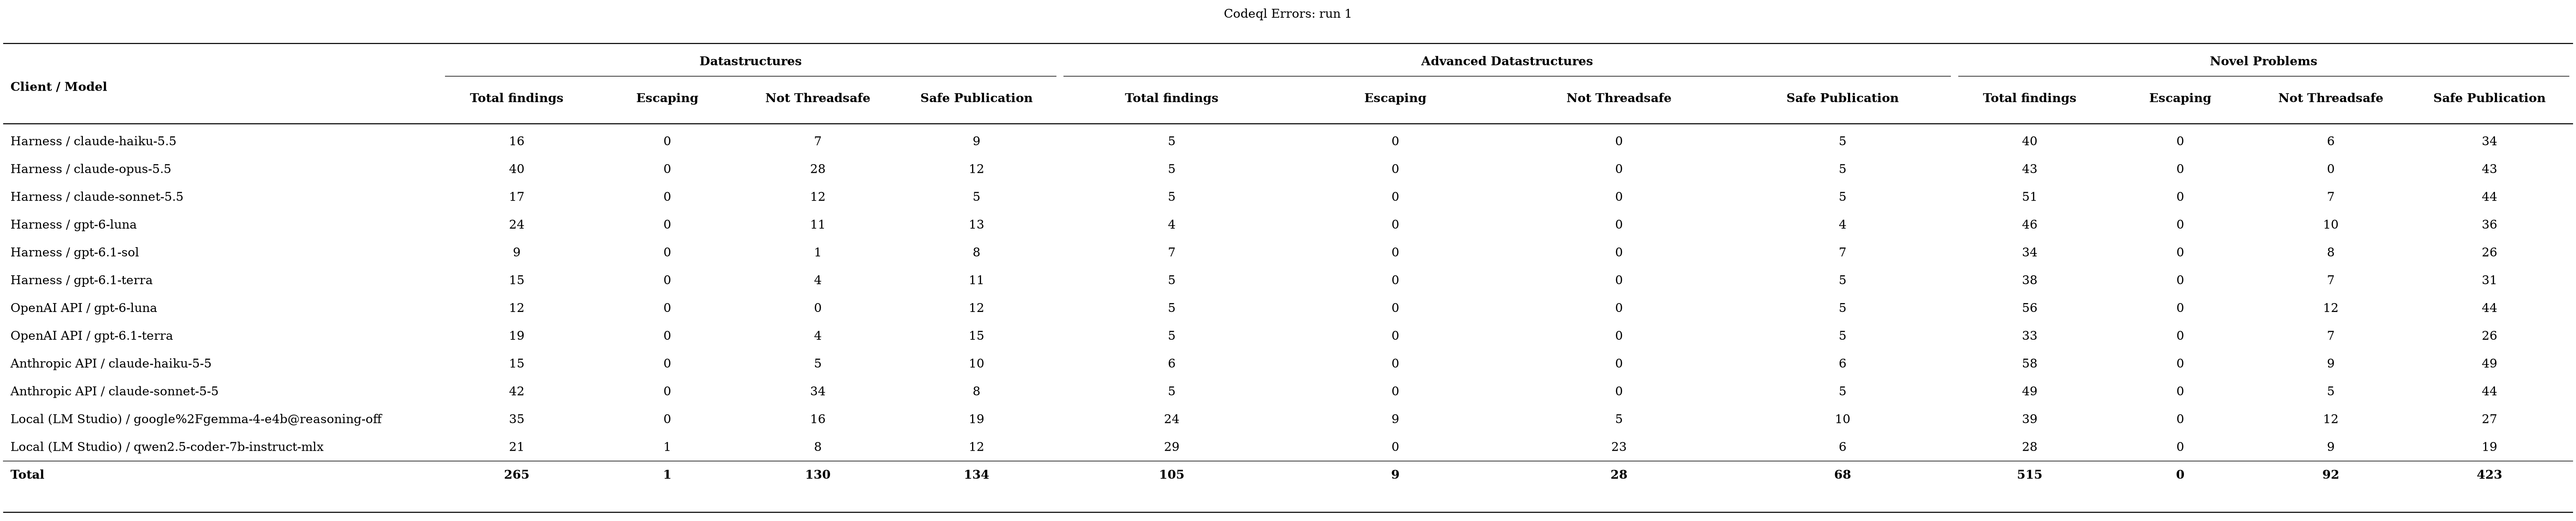 Codeql Errors: run 1
Datastructures Advanced Datastructures Novel Problems
Client / Model
Total findings Escaping Not Threadsafe Safe Publication Total findings Escaping Not Threadsafe Safe Publication Total findings Escaping Not Threadsafe Safe Publication
Harness / claude-haiku-5.5 16 0 7 9 5 0 0 5 40 0 6 34
Harness / claude-opus-5.5 40 0 28 12 5 0 0 5 43 0 0 43
Harness / claude-sonnet-5.5 17 0 12 5 5 0 0 5 51 0 7 44
Harness / gpt-6-luna 24 0 11 13 4 0 0 4 46 0 10 36
Harness / gpt-6.1-sol 9 0 1 8 7 0 0 7 34 0 8 26
Harness / gpt-6.1-terra 15 0 4 11 5 0 0 5 38 0 7 31
OpenAI API / gpt-6-luna 12 0 0 12 5 0 0 5 56 0 12 44
OpenAI API / gpt-6.1-terra 19 0 4 15 5 0 0 5 33 0 7 26
Anthropic API / claude-haiku-5-5 15 0 5 10 6 0 0 6 58 0 9 49
Anthropic API / claude-sonnet-5-5 42 0 34 8 5 0 0 5 49 0 5 44
Local (LM Studio) / google%2Fgemma-4-e4b@reasoning-off 35 0 16 19 24 9 5 10 39 0 12 27
Local (LM Studio) / qwen2.5-coder-7b-instruct-mlx 21 1 8 12 29 0 23 6 28 0 9 19
Total 265 1 130 134 105 9 28 68 515 0 92 423